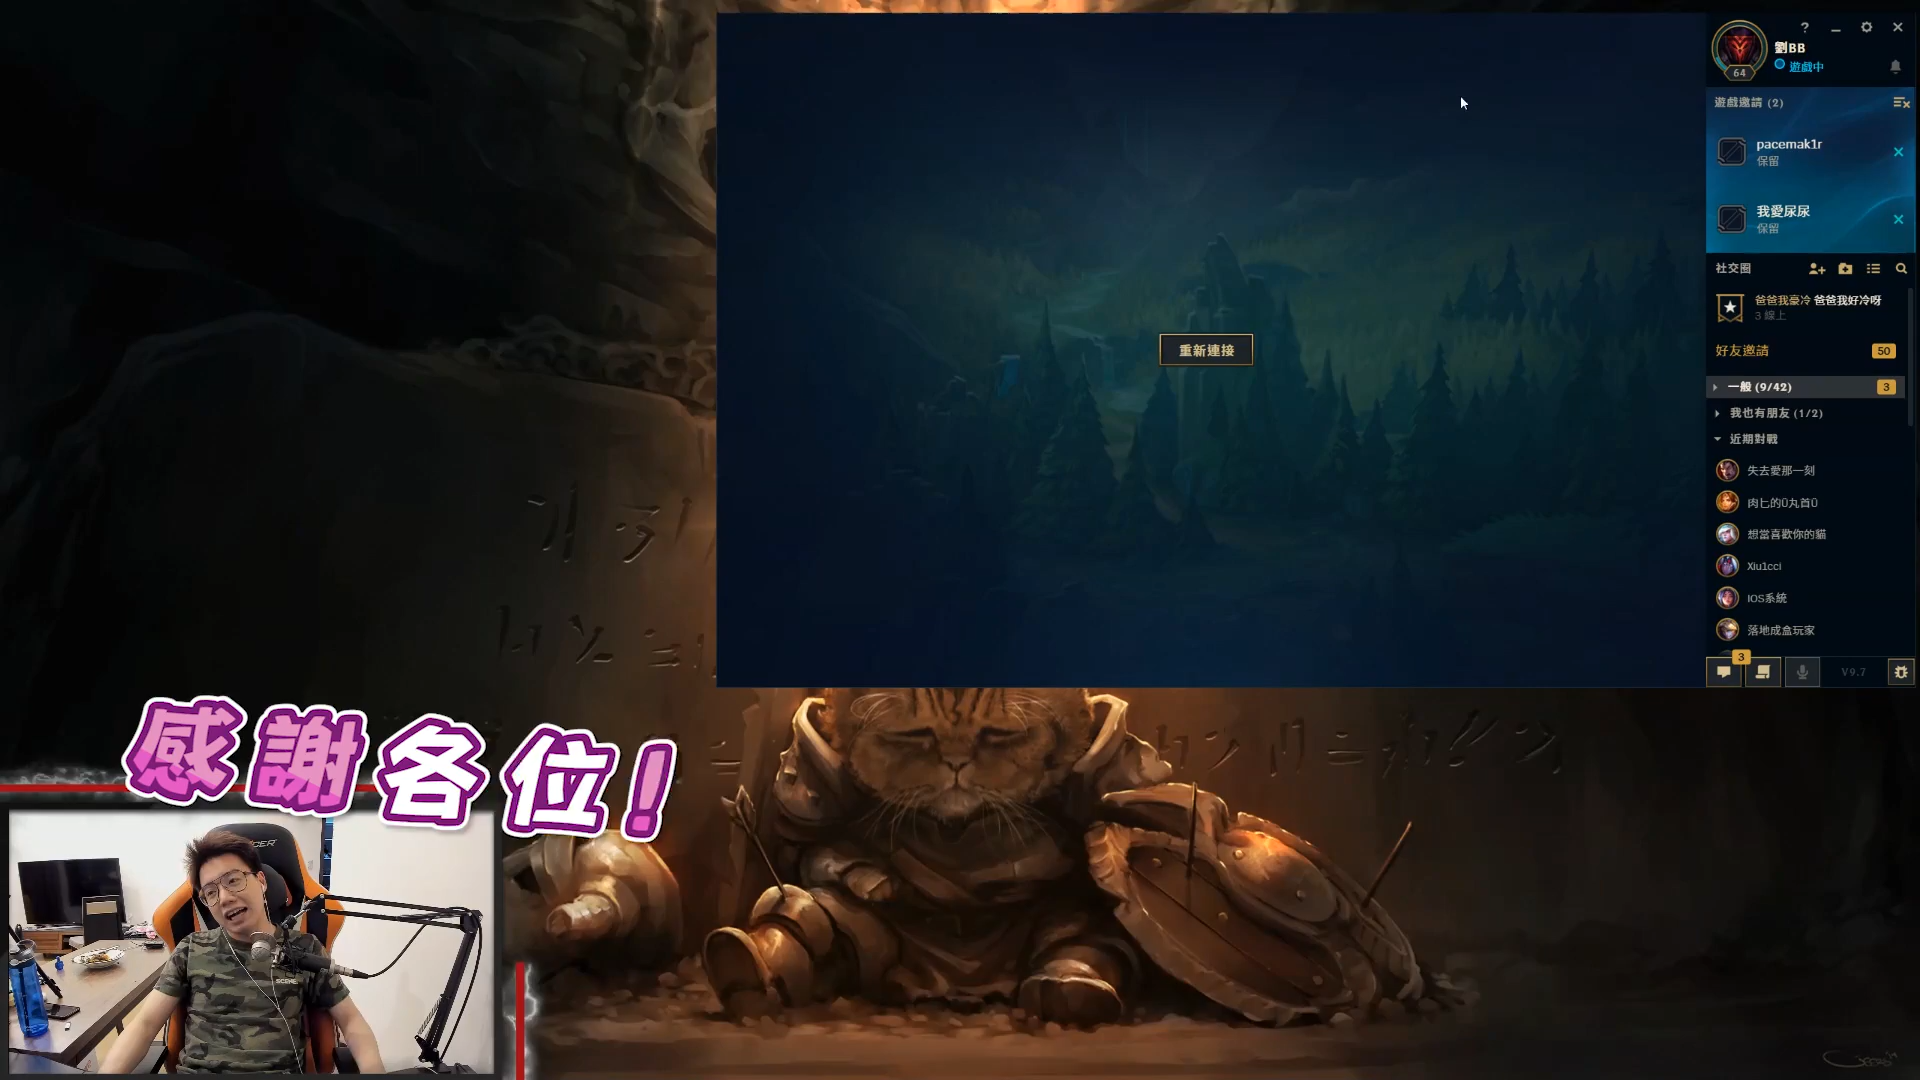 ?
劉BB
64
遊戲中
遊戲邀請 (2)
pacemak1r
保留
我愛尿尿
保留
社交圈
爸爸我豪冷 爸爸我好冷呀
3 線上
重新連接
好友邀請
50
一般 (9/42)
3
我也有朋友 (1/2)
近期對戰
失去愛那一刻
肉匕的0丸首0
想當喜歡你的貓
Xiu1cci
IOS系統
落地成盒玩家
3
V9.7
感謝各位!
SCENE